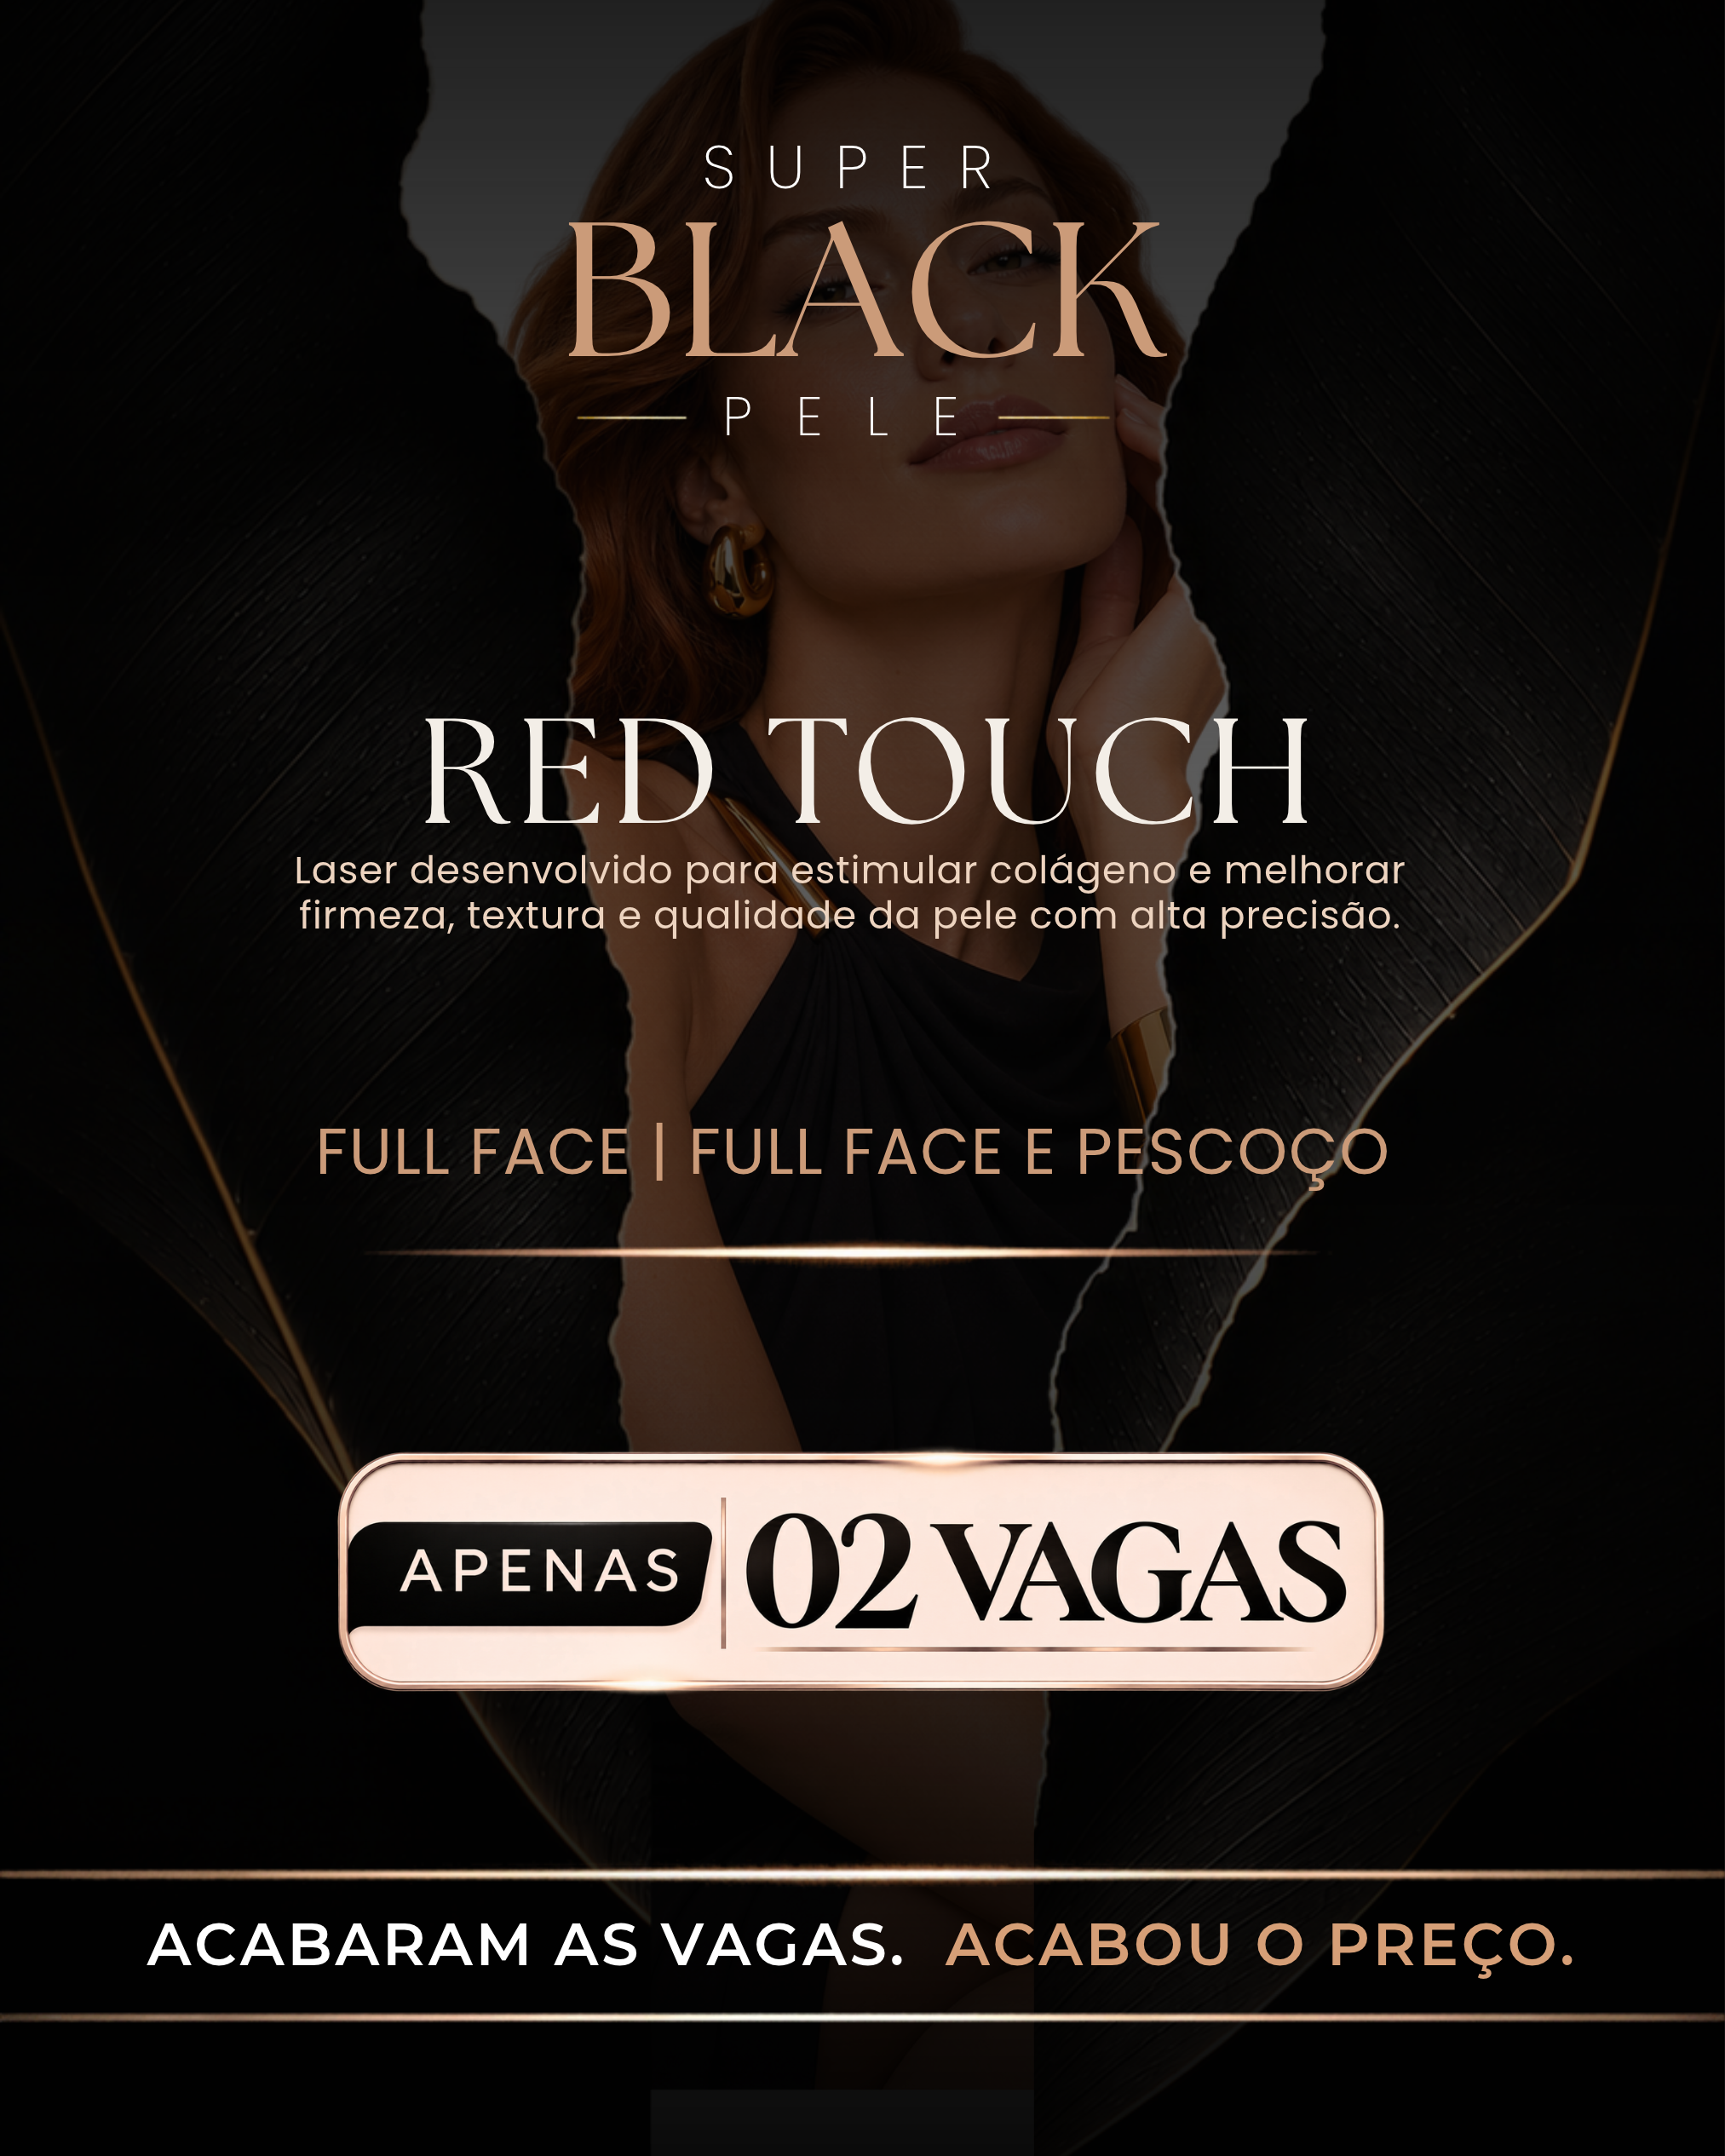 SUPER
BLACK
PELE
RED TOUCH
Laser desenvolvido para estimular colágeno e melhorar
firmeza, textura e qualidade da pele com alta precisão.
FULL FACE | FULL FACE E PESCOÇO
APENAS 02 VAGAS
ACABARAM AS VAGAS. ACABOU O PREÇO.